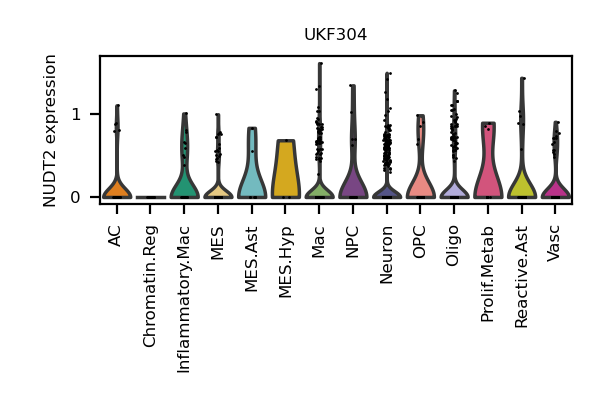 UKF304
NUDT2 expression
1
0
AC
Chromatin.Reg
Inflammatory.Mac
MES
MES.Ast
MES.Hyp
Mac
NPC
Neuron
OPC
Oligo
Prolif.Metab
Reactive.Ast
Vasc